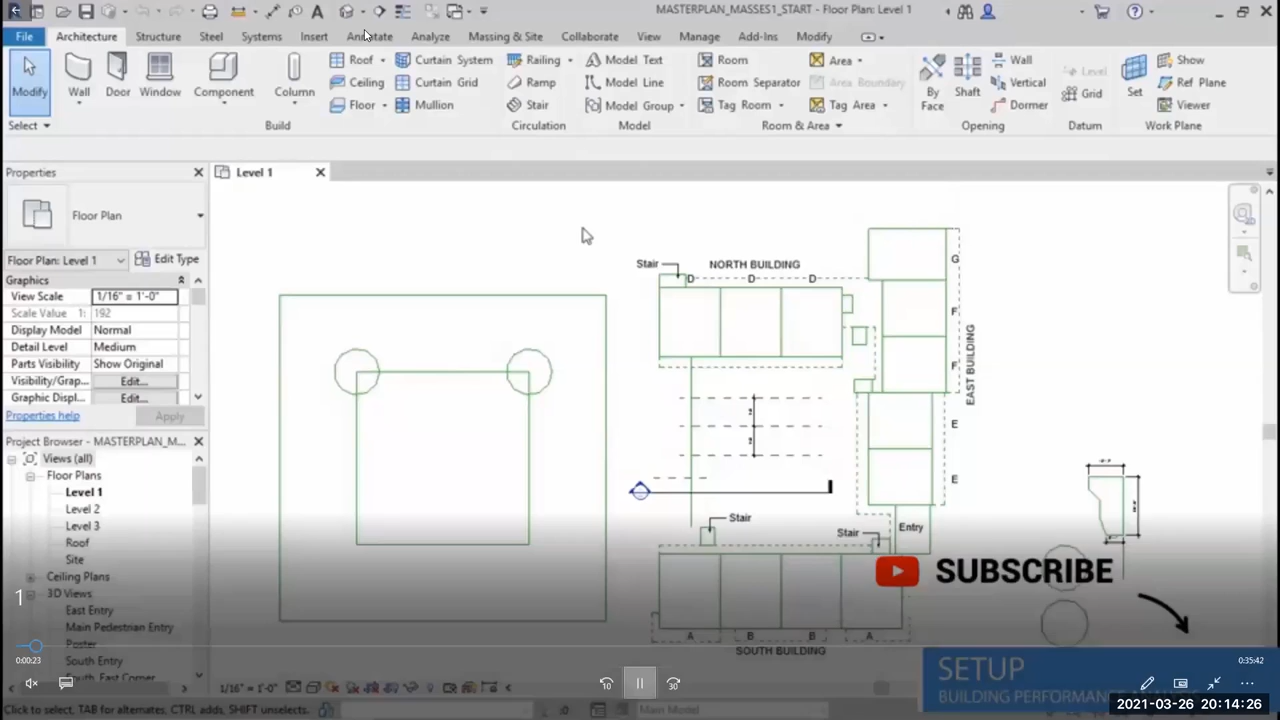 MASTERPLAN_MASSES1_START - Floor Plan: Level 1
File Architecture Structure Steel Systems Insert Annotate Analyze Massing & Site Collaborate View Manage Add-Ins Modify
Roof Curtain System Railing Model Text Room Area Wall Show
Modify Wall Door Window Component Column Ceiling Curtain Grid Ramp Model Line Room Separator Area Boundary By Face Shaft Vertical Level Grid Set Ref Plane
Floor Mullion Stair Model Group Tag Room Tag Area Dormer Viewer
Select Build Circulation Model Room & Area Opening Datum Work Plane
Properties
Level 1
Floor Plan
Floor Plan: Level 1 Edit Type
Graphics
View Scale 1/16" = 1'-0"
Scale Value 1: 192
Display Model Normal
Detail Level Medium
Parts Visibility Show Original
Visibility/Grap... Edit...
Graphic Displ... Edit...
Properties help Apply
Project Browser - MASTERPLAN_M...
Views (all)
Floor Plans
Level 1
Level 2
Level 3
Roof
Site
Ceiling Plans
3D Views
East Entry
Main Pedestrian Entry
Poster
South Entry
South East Corner
Stair NORTH BUILDING
D D D
G
F
F
EAST BUILDING
E
E
Stair
Stair
Entry
A B B A
SOUTH BUILDING
SUBSCRIBE
1
0:00:23
0:35:42
10 30
SETUP
BUILDING PERFORMANCE
1/16" = 1'-0"
2021-03-26 20:14:26
Click to select, TAB for alternates, CTRL adds, SHIFT unselects.
:0
Main Model